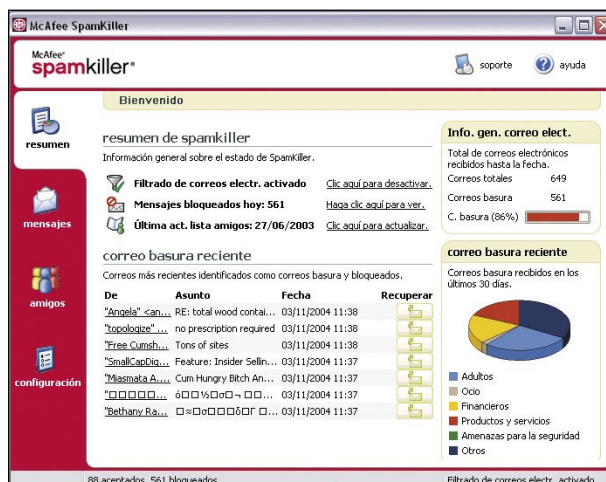 McAfee SpamKiller
McAfee®
spamkiller®
soporte
ayuda
resumen
mensajes
amigos
configuración
Bienvenido
resumen de spamkiller
Información general sobre el estado de SpamKiller.
Filtrado de correos electr. activado Clic aquí para desactivar.
Mensajes bloqueados hoy: 561 Haga clic aquí para ver.
Última act. lista amigos: 27/06/2003 Clic aquí para actualizar.
correo basura reciente
Correos más recientes identificados como correos basura y bloqueados.
De Asunto Fecha Recuperar
"Angela" <an... RE: total wood contai... 03/11/2004 11:38
"topologize" ... no prescription required 03/11/2004 11:38
"Free Cumsh... Tons of sites 03/11/2004 11:38
"SmallCapDig... Feature: Insider Sellin... 03/11/2004 11:37
"Miasmata A.... Cum Hungry Bitch An... 03/11/2004 11:37
"□□□□□... ó□□½□σ□¬ □□... 03/11/2004 11:37
"Bethany Ra... □≈□σ□□□δ□Γ □... 03/11/2004 11:37
Info. gen. correo elect.
Total de correos electrónicos
recibidos hasta la fecha.
Correos totales 649
Correos basura 561
C. basura (86%)
correo basura reciente
Correos basura recibidos en los
últimos 30 días.
Adultos
Ocio
Financieros
Productos y servicios
Amenazas para la seguridad
Otros
88 aceptados, 561 bloqueados
Filtrado de correos electr. activado